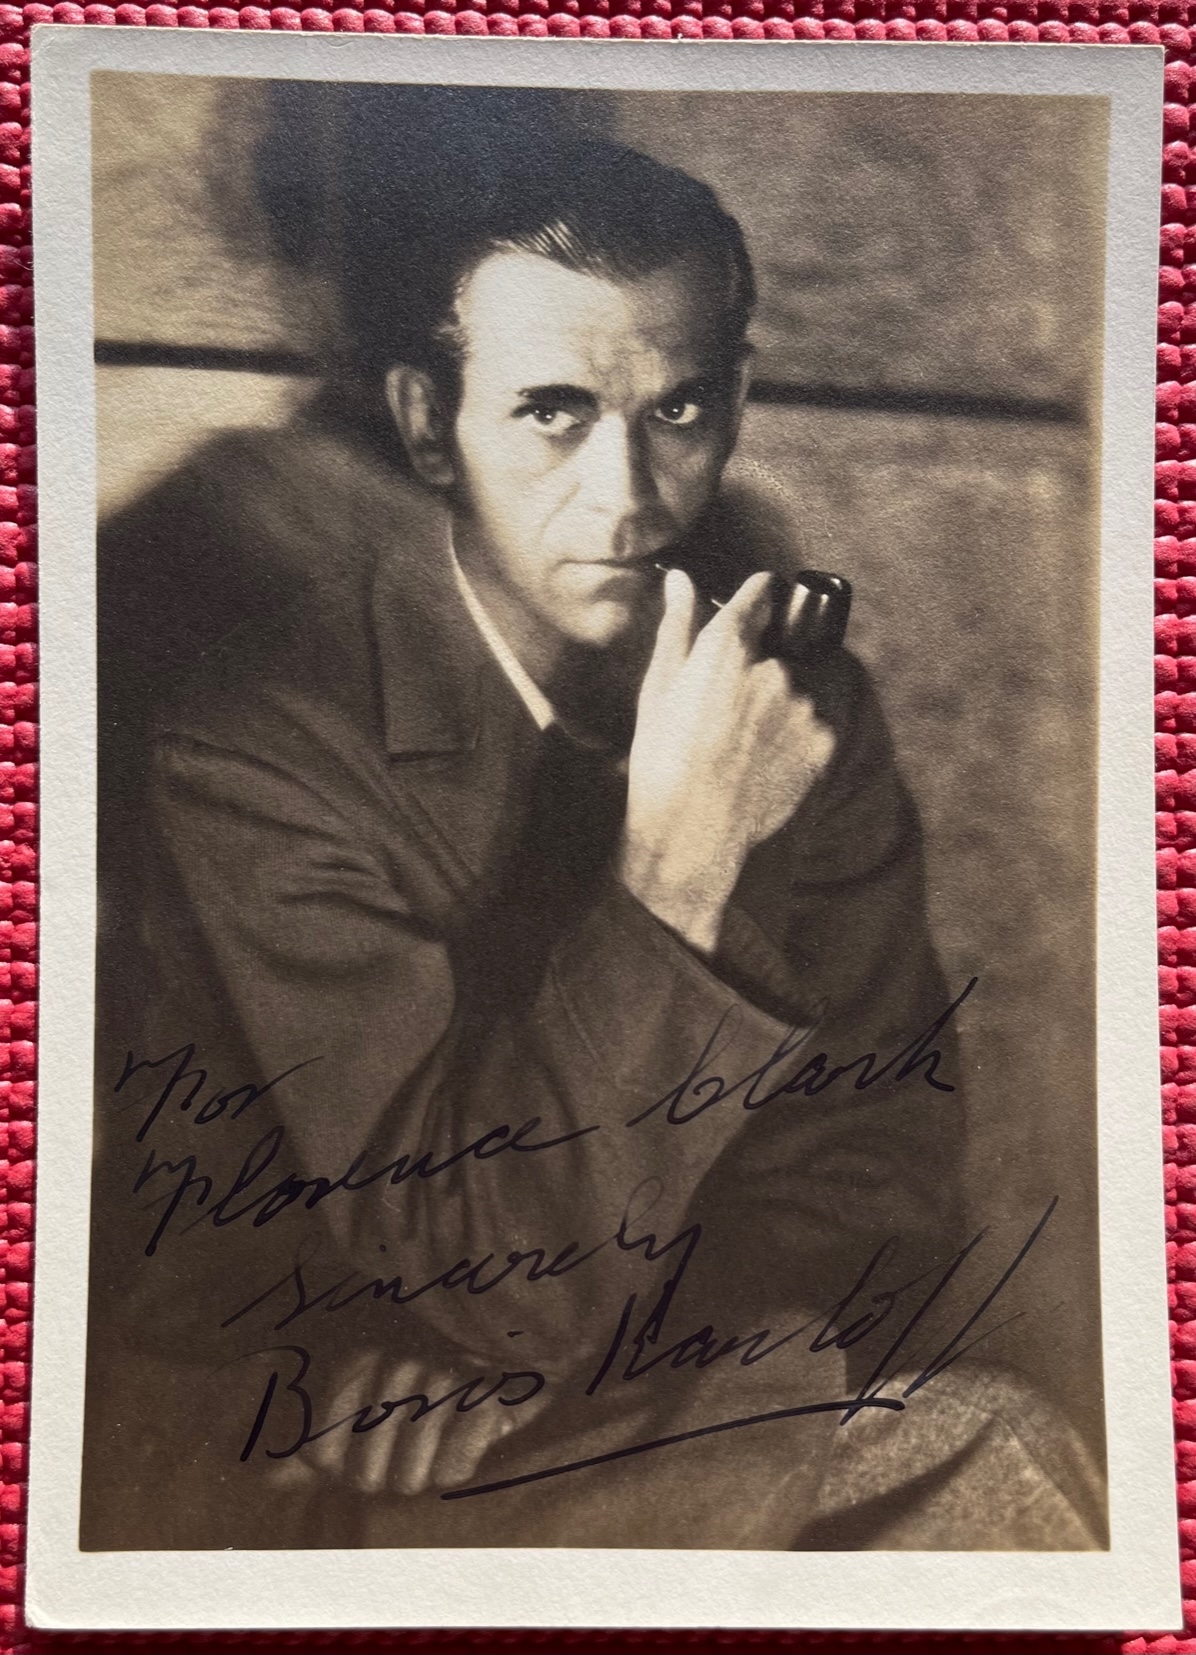 For
Florence Clark
Sincerely
Boris Karloff